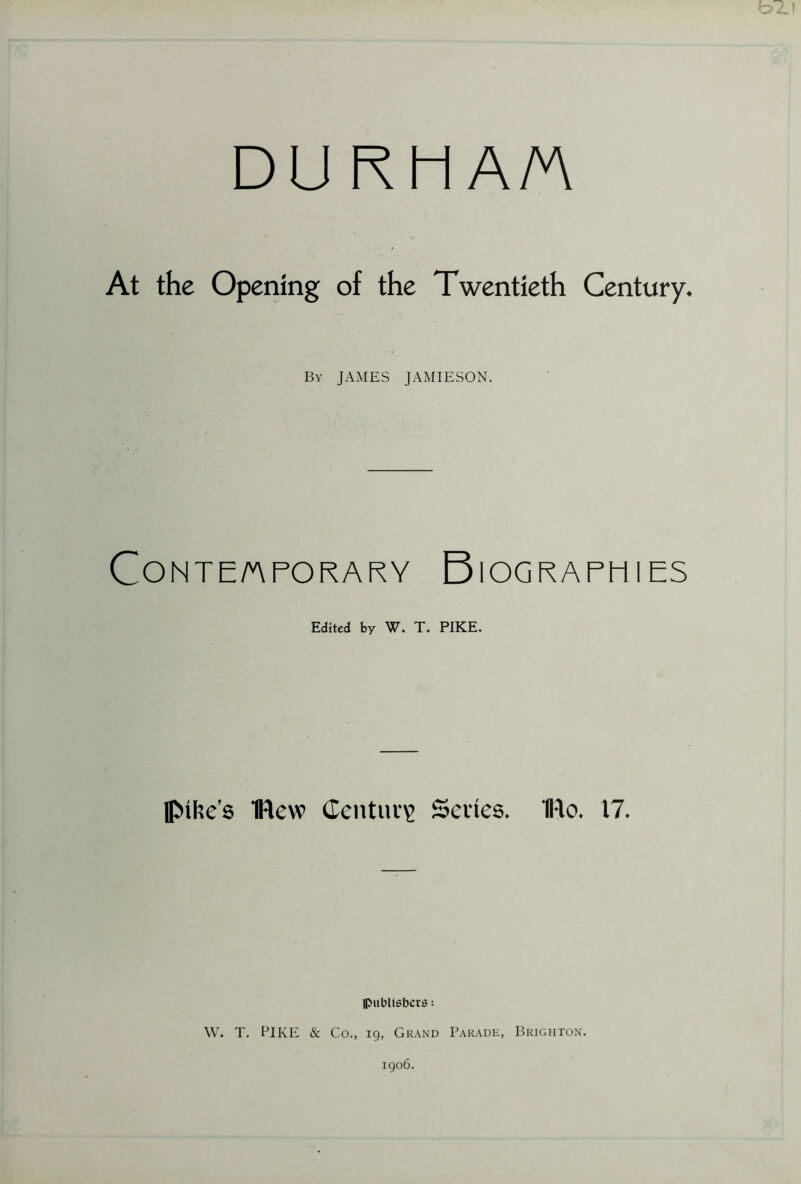 621
DURHAM
At the Opening of the Twentieth Century.
By JAMES JAMIESON.
CONTEMPORARY BIOGRAPHIES
Edited by W. T. PIKE.
Pike's New Century Series. No. 17.
Publishers:
W. T. PIKE & Co., 19, GRAND PARADE, BRIGHTON.
1906.